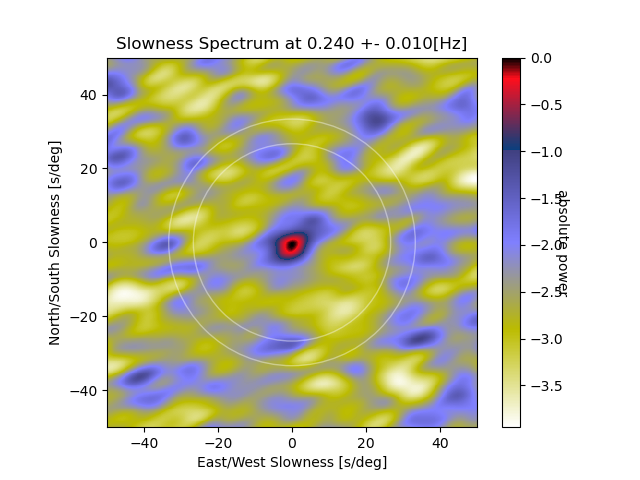 Slowness Spectrum at 0.240 +- 0.010[Hz]
North/South Slowness [s/deg]
40
20
0
−20
−40
−40 −20 0 20 40
East/West Slowness [s/deg]
0.0
−0.5
−1.0
−1.5
−2.0
−2.5
−3.0
−3.5
absolute power